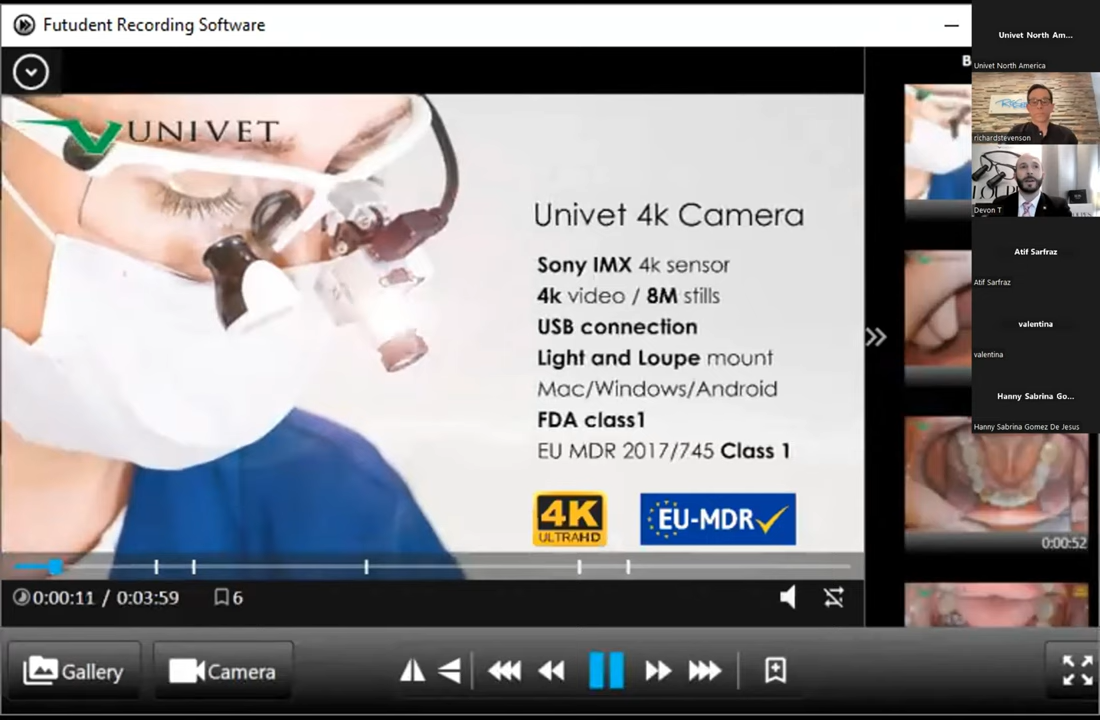 Futudent Recording Software
UNIVET
Univet 4k Camera
Sony IMX 4k sensor
4k video / 8M stills
USB connection
Light and Loupe mount
Mac/Windows/Android
FDA class1
EU MDR 2017/745 Class 1
4K
ULTRAHD
EU-MDR
0:00:11 / 0:03:59
6
Gallery
Camera
B
0:00:52
Univet North Am...
Univet North America
richardstevenson
Devon T
Atif Sarfraz
Atif Sarfraz
valentina
valentina
Hanny Sabrina Go...
Hanny Sabrina Gomez De Jesus